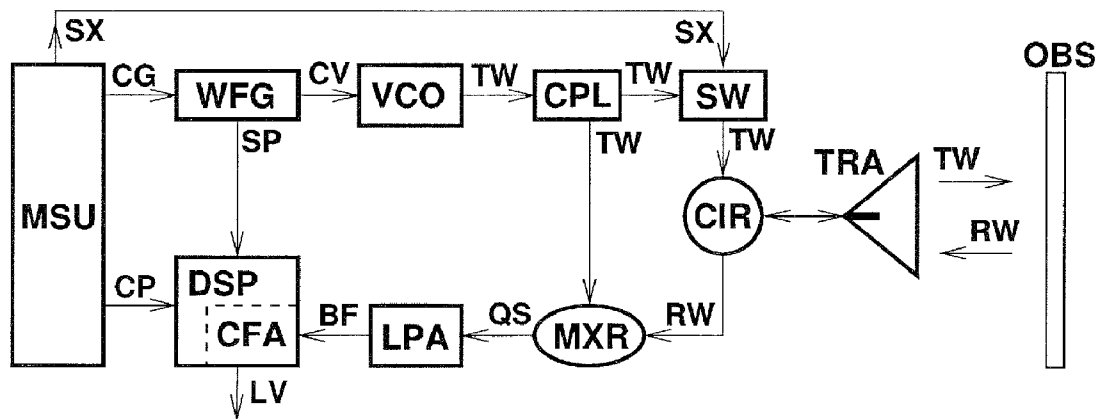 SX
SX
OBS
CG
WFG
CV
VCO
TW
CPL
TW
SW
SP
TW
TW
TRA
TW
MSU
CIR
RW
CP
DSP
CFA
BF
LPA
QS
MXR
RW
LV